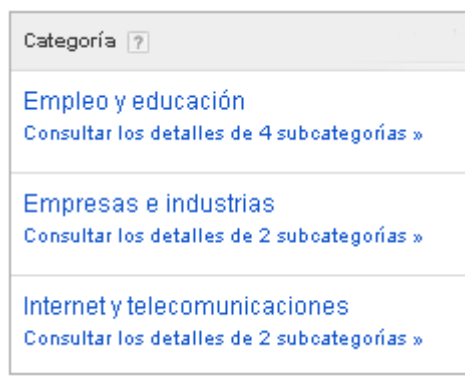 Categoría [?]
Empleo y educación
Consultar los detalles de 4 subcategorías »
Empresas e industrias
Consultar los detalles de 2 subcategorías »
Internet y telecomunicaciones
Consultar los detalles de 2 subcategorías »